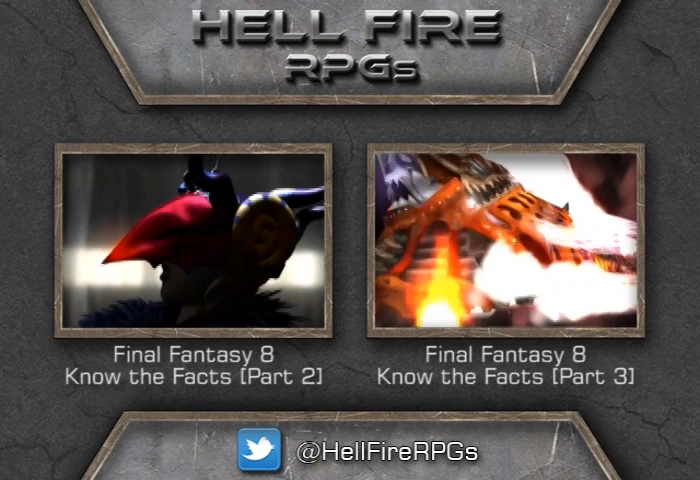 HELL FIRE
RPGs
Final Fantasy 8
Know the Facts [Part 2]
Final Fantasy 8
Know the Facts [Part 3]
@HellFireRPGs